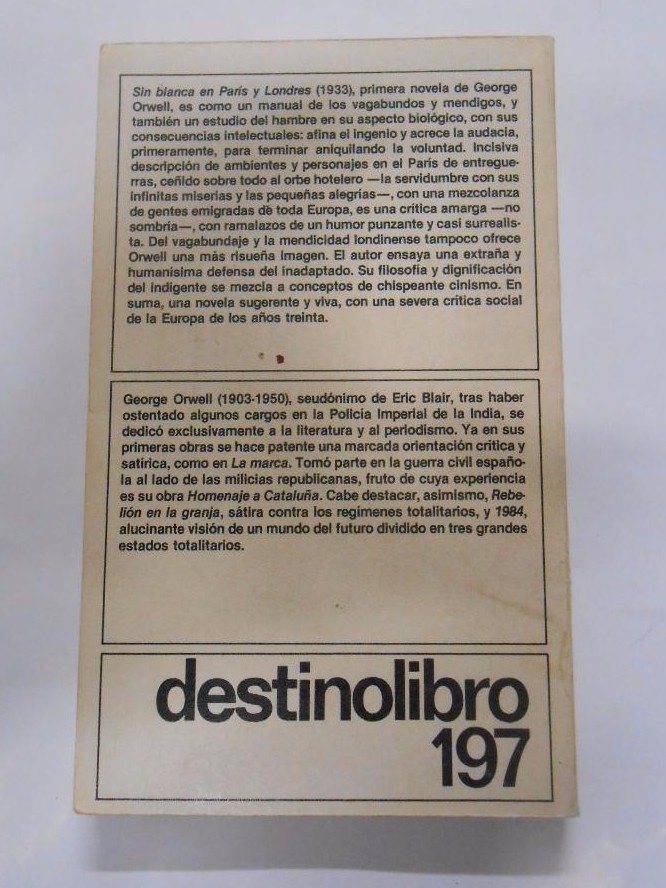 Sin blanca en París y Londres (1933), primera novela de George
Orwell, es como un manual de los vagabundos y mendigos, y
también un estudio del hambre en su aspecto biológico, con sus
consecuencias intelectuales: afina el ingenio y acrece la audacia,
primeramente, para terminar aniquilando la voluntad. Incisiva
descripción de ambientes y personajes en el París de entregue-
rras, ceñido sobre todo al orbe hotelero —la servidumbre con sus
infinitas miserias y las pequeñas alegrías—, con una mezcolanza
de gentes emigradas de toda Europa, es una crítica amarga —no
sombría—, con ramalazos de un humor punzante y casi surrealis-
ta. Del vagabundaje y la mendicidad londinense tampoco ofrece
Orwell una más risueña imagen. El autor ensaya una extraña y
humanísima defensa del inadaptado. Su filosofía y dignificación
del indigente se mezcla a conceptos de chispeante cinismo. En
suma, una novela sugerente y viva, con una severa crítica social
de la Europa de los años treinta.
George Orwell (1903-1950), seudónimo de Eric Blair, tras haber
ostentado algunos cargos en la Policía Imperial de la India, se
dedicó exclusivamente a la literatura y al periodismo. Ya en sus
primeras obras se hace patente una marcada orientación crítica y
satírica, como en La marca. Tomó parte en la guerra civil españo-
la al lado de las milicias republicanas, fruto de cuya experiencia
es su obra Homenaje a Cataluña. Cabe destacar, asimismo, Rebe-
lión en la granja, sátira contra los regímenes totalitarios, y 1984,
alucinante visión de un mundo del futuro dividido en tres grandes
estados totalitarios.
destinolibro
197